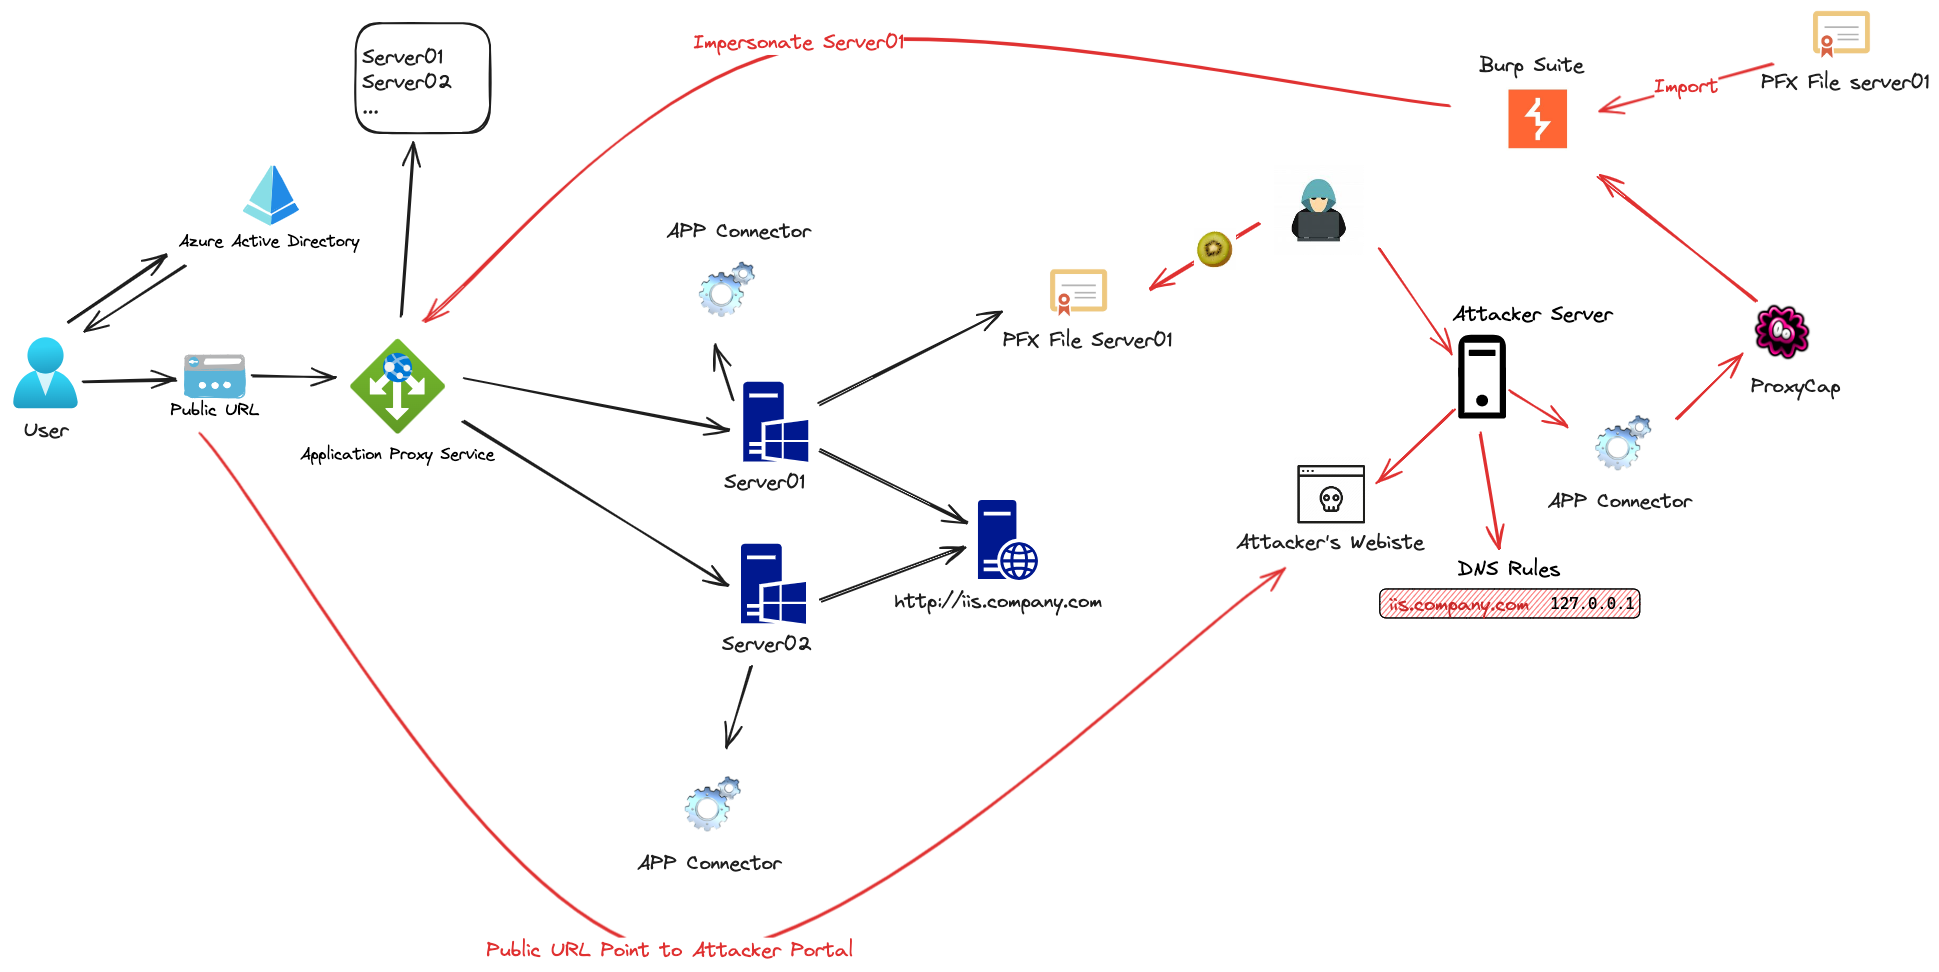 Server01
Server02
...
Impersonate Server01
Burp Suite
Import
PFX File server01
Azure Active Directory
APP Connector
User
Public URL
Application Proxy Service
PFX File Server01
Attacker Server
ProxyCap
Server01
http://iis.company.com
Server02
APP Connector
Attacker's Webiste
APP Connector
DNS Rules
iis.company.com 127.0.0.1
Public URL Point to Attacker Portal